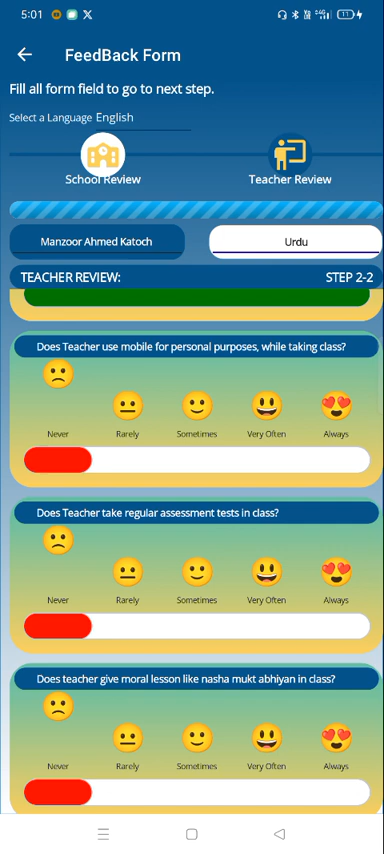 5:01
11
FeedBack Form
Fill all form field to go to next step.
Select a Language English
School Review Teacher Review
Manzoor Ahmed Katoch Urdu
TEACHER REVIEW: STEP 2-2
Does Teacher use mobile for personal purposes, while taking class?
Never Rarely Sometimes Very Often Always
Does Teacher take regular assessment tests in class?
Never Rarely Sometimes Very Often Always
Does teacher give moral lesson like nasha mukt abhiyan in class?
Never Rarely Sometimes Very Often Always